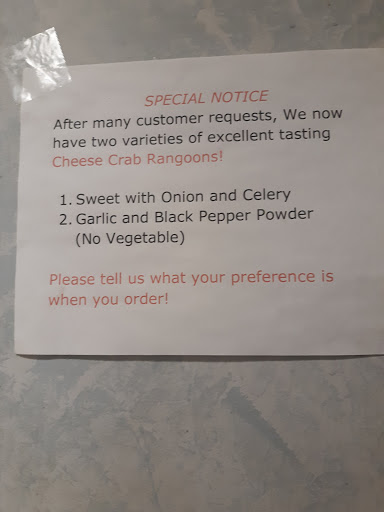 SPECIAL NOTICE
After many customer requests, We now
have two varieties of excellent tasting
Cheese Crab Rangoons!
1. Sweet with Onion and Celery
2. Garlic and Black Pepper Powder
(No Vegetable)
Please tell us what your preference is
when you order!